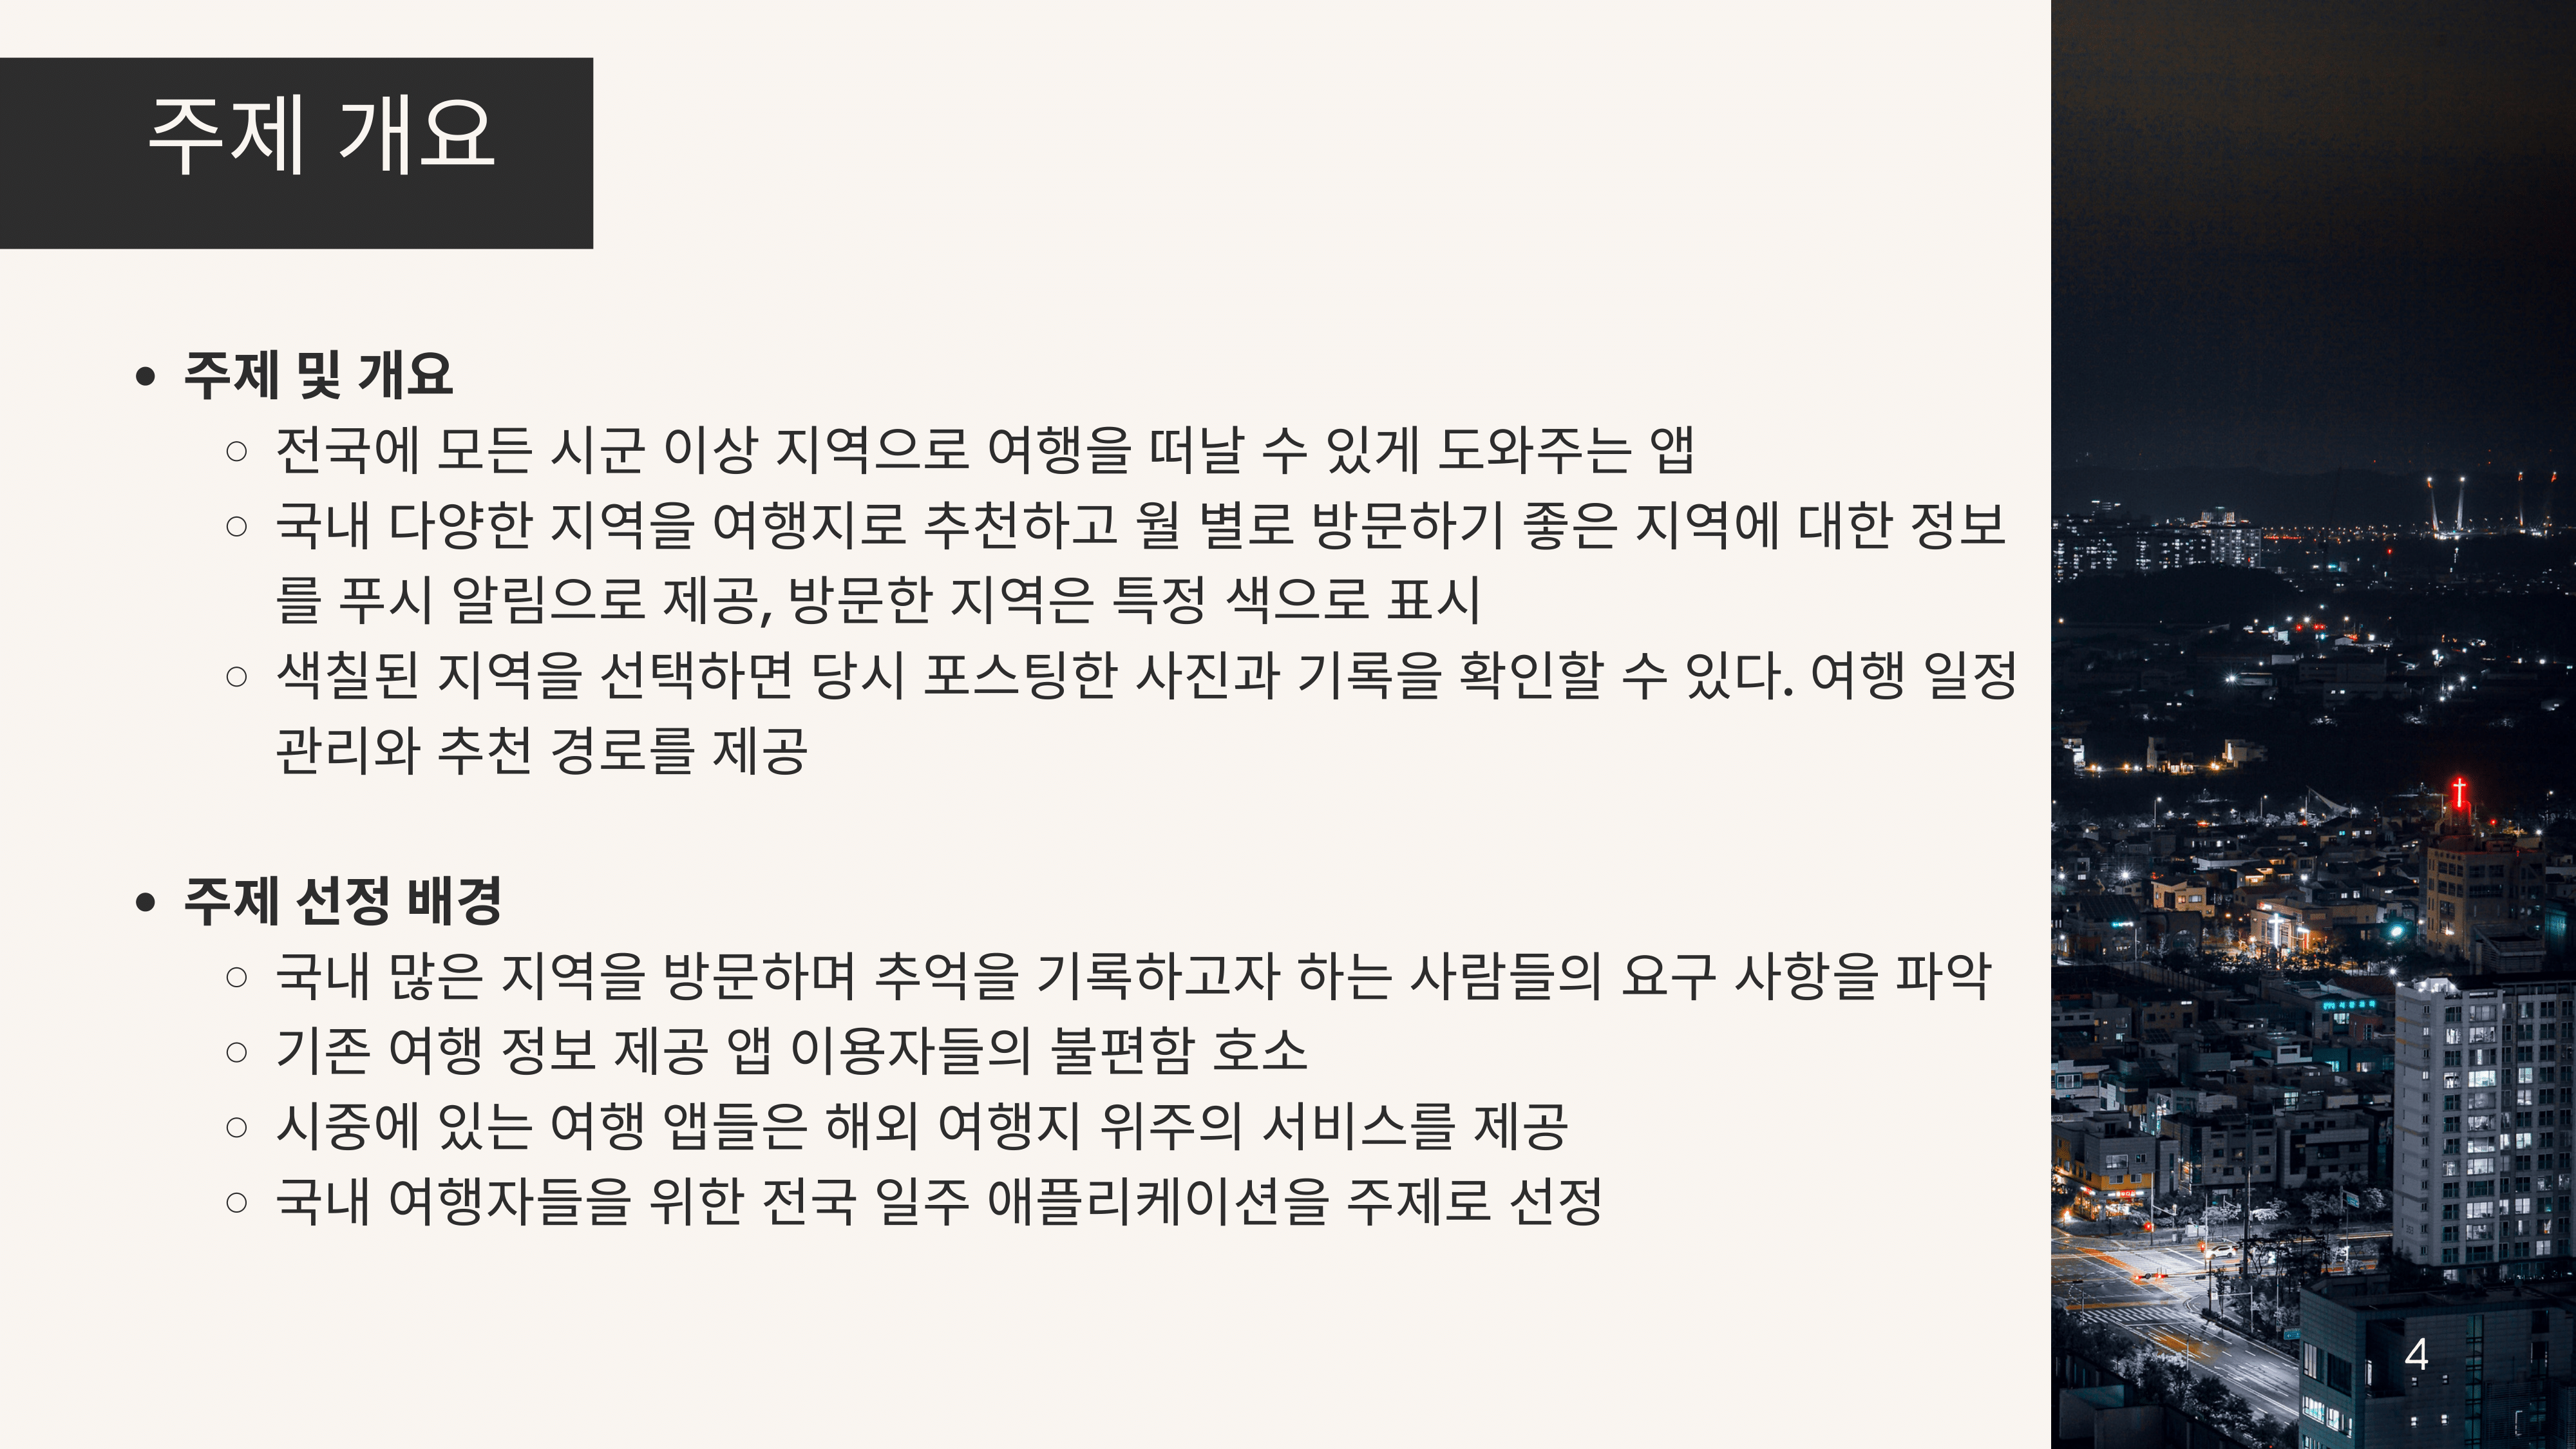 주제 개요
• 주제 및 개요
○ 전국에 모든 시군 이상 지역으로 여행을 떠날 수 있게 도와주는 앱
○ 국내 다양한 지역을 여행지로 추천하고 월 별로 방문하기 좋은 지역에 대한 정보
를 푸시 알림으로 제공, 방문한 지역은 특정 색으로 표시
○ 색칠된 지역을 선택하면 당시 포스팅한 사진과 기록을 확인할 수 있다. 여행 일정
관리와 추천 경로를 제공
• 주제 선정 배경
○ 국내 많은 지역을 방문하며 추억을 기록하고자 하는 사람들의 요구 사항을 파악
○ 기존 여행 정보 제공 앱 이용자들의 불편함 호소
○ 시중에 있는 여행 앱들은 해외 여행지 위주의 서비스를 제공
○ 국내 여행자들을 위한 전국 일주 애플리케이션을 주제로 선정
4